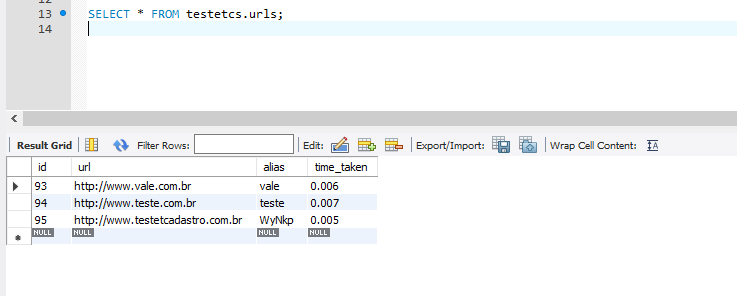 12
13 SELECT * FROM testetcs.urls;
14
Result Grid Filter Rows: Edit: Export/Import: Wrap Cell Content: IA
id url alias time_taken
93 http://www.vale.com.br vale 0.006
94 http://www.teste.com.br teste 0.007
95 http://www.testetcadastro.com.br WyNkp 0.005
NULL NULL NULL NULL